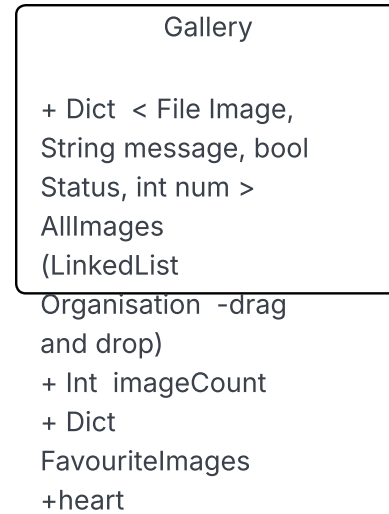 Gallery
+ Dict  < File Image,
String message, bool
Status, int num >
AllImages
(LinkedList
Organisation  -drag
and drop)
+ Int  imageCount
+ Dict
FavouriteImages
+heart